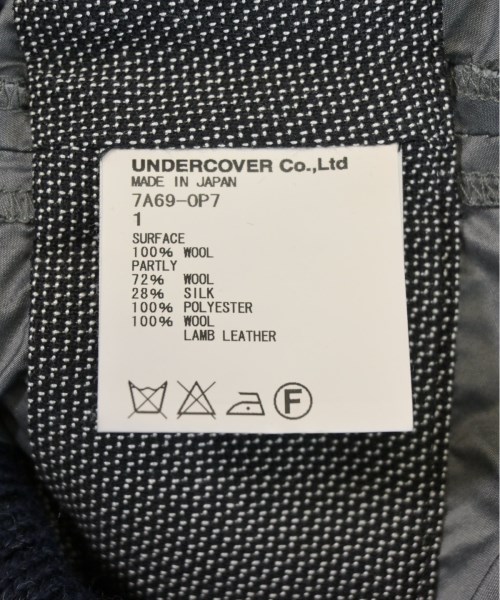 UNDERCOVER Co.,Ltd
MADE IN JAPAN
7A69-OP7
1
SURFACE
100% WOOL
PARTLY
72% WOOL
28% SILK
100% POLYESTER
100% WOOL
LAMB LEATHER
F